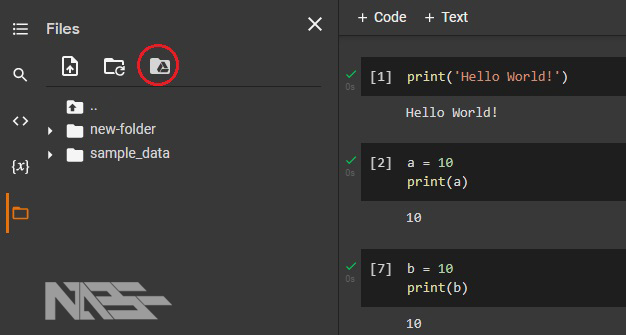 Files
..
new-folder
sample_data
{x}
+ Code + Text
[1] print('Hello World!')
0s
Hello World!
[2] a = 10
0s
print(a)
10
[7] b = 10
0s
print(b)
10